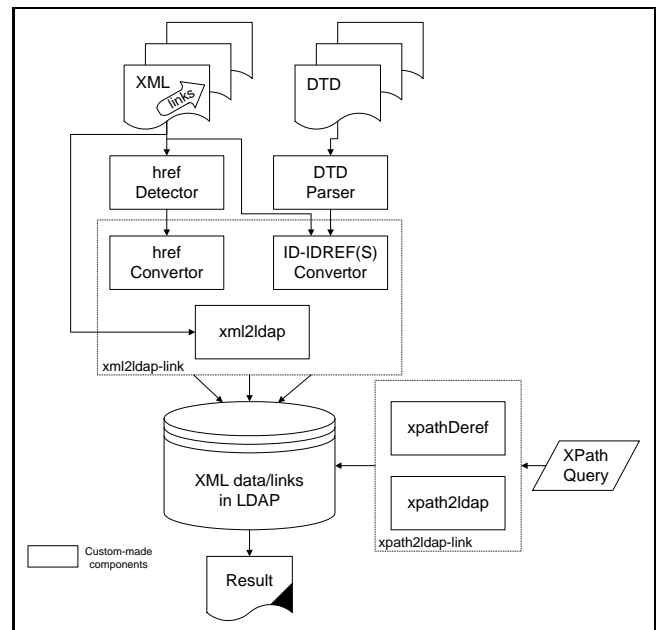 XML
links
DTD
href
Detector
DTD
Parser
href
Convertor
ID-IDREF(S)
Convertor
xml2ldap
xml2ldap-link
xpathDeref
XML data/links
in LDAP
XPath
Query
xpath2ldap
xpath2ldap-link
Custom-made
components
Result